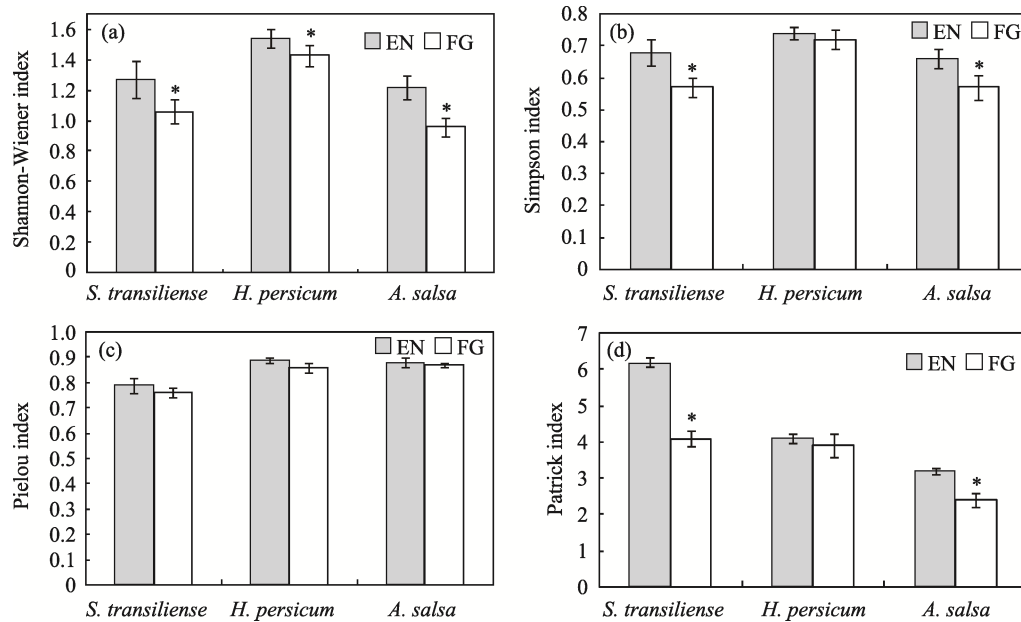 (a)
EN FG
Shannon-Wiener index
1.6
1.4
1.2
1.0
0.8
0.6
0.4
0.2
0
*
*
*
S. transiliense H. persicum A. salsa
(b)
EN FG
Simpson index
0.8
0.7
0.6
0.5
0.4
0.3
0.2
0.1
0
*
*
S. transiliense H. persicum A. salsa
(c)
EN FG
Pielou index
1.0
0.9
0.8
0.7
0.6
0.5
0.4
0.3
0.2
0.1
0
S. transiliense H. persicum A. salsa
(d)
EN FG
Patrick index
7
6
5
4
3
2
1
0
*
*
S. transiliense H. persicum A. salsa